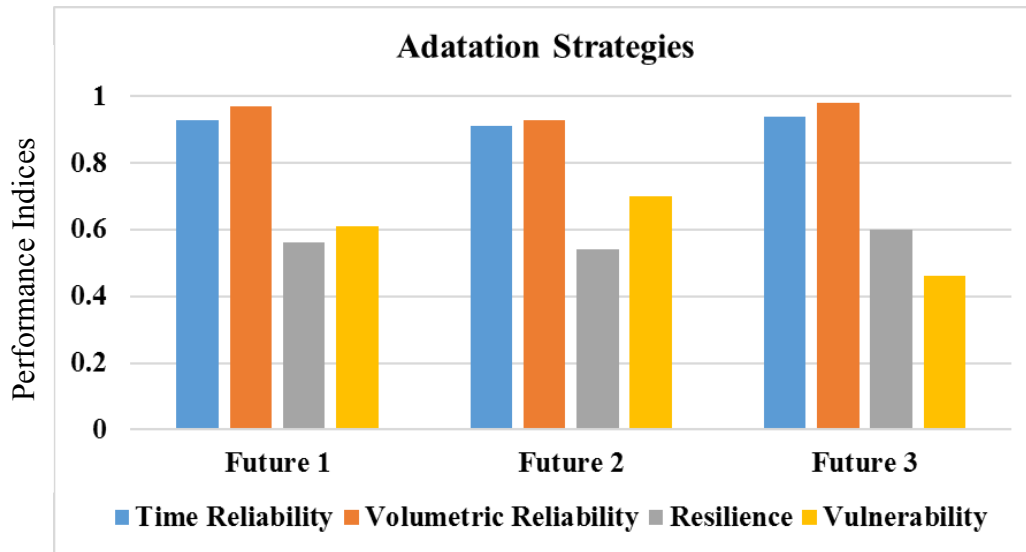 Adatation Strategies
Performance Indices
1
0.8
0.6
0.4
0.2
0
Future 1 Future 2 Future 3
Time Reliability Volumetric Reliability Resilience Vulnerability